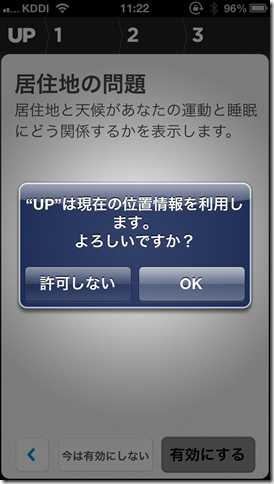 KDDI 11:22 96%
UP 1 2 3
居住地の問題
居住地と天候があなたの運動と睡眠
にどう関係するかを表示します。
“UP”は現在の位置情報を利用し
ます。
よろしいですか？
許可しない OK
今は有効にしない 有効にする